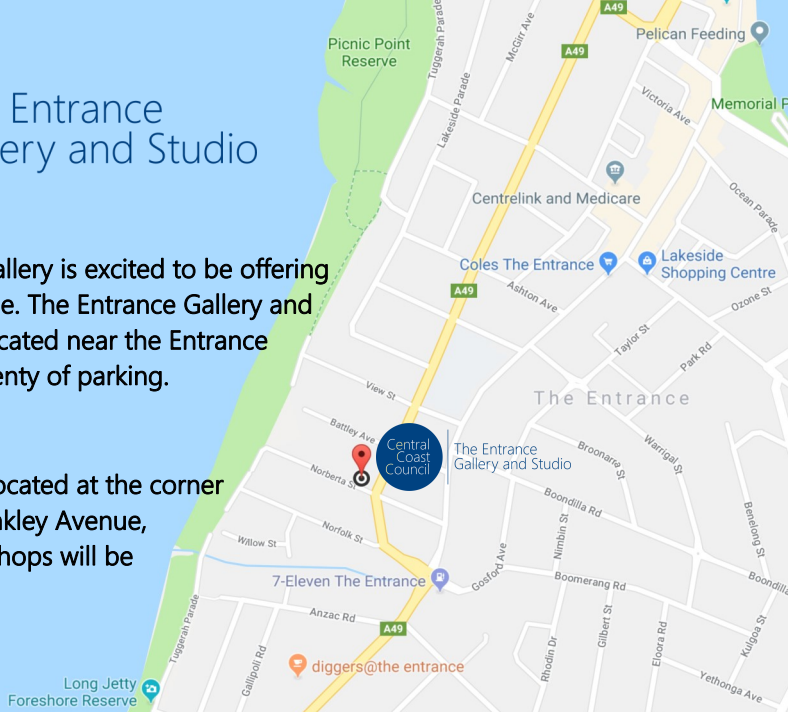 Entrance
ery and Studio
allery is excited to be offering
e. The Entrance Gallery and
cated near the Entrance
enty of parking.
ocated at the corner
kley Avenue,
hops will be
Picnic Point
Reserve
Tuggerah Parade
McGirr Ave
A49
A49
Pelican Feeding
Memorial P
Victoria Ave
Lakeside Parade
Centrelink and Medicare
Ocean Parade
Coles The Entrance
Lakeside
Shopping Centre
A49
Ashton Ave
Ozone St
Taylor St
Park Rd
View St
The Entrance
Battley Ave
Central
Coast
Council
The Entrance
Gallery and Studio
Norberta St
Broonarra St
Warrigal St
Boondilla Rd
Norfolk St
Willow St
Nimbin St
Benelong St
7-Eleven The Entrance
Gosford Ave
Boomerang Rd
Boondilla
Anzac Rd
A49
Tuggerah Parade
Gilbert St
Kulgoa St
Eloora Rd
Rhodin Dr
diggers@the entrance
Gallipoli Rd
Yethonga Ave
Long Jetty
Foreshore Reserve